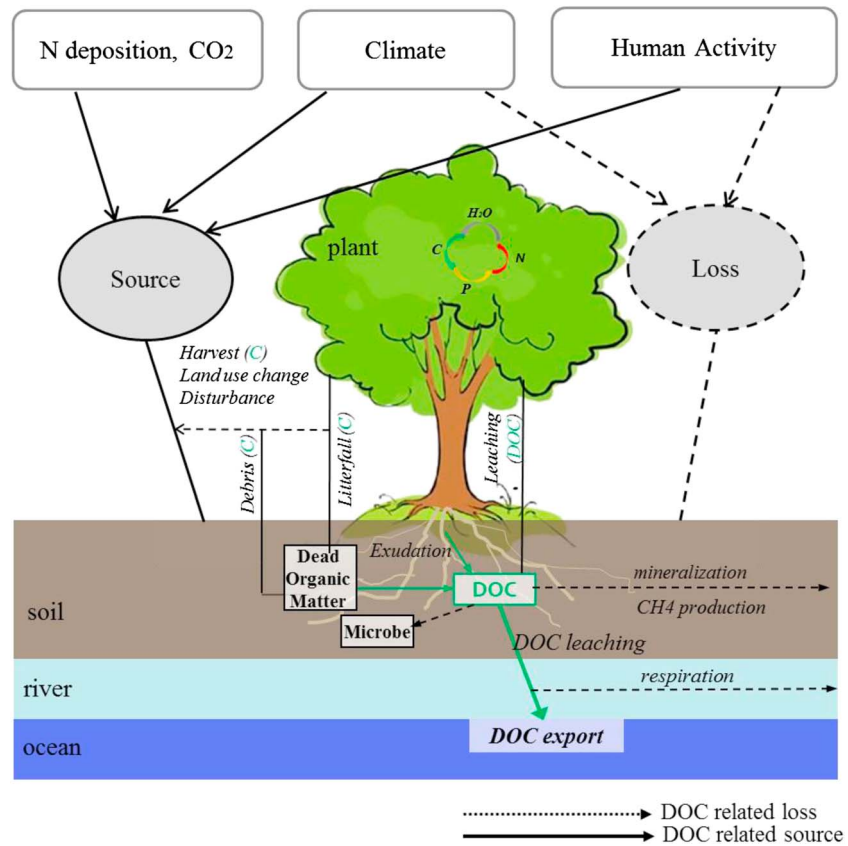 N deposition, CO2
Climate
Human Activity
Source
plant
H2O
C
N
P
Loss
Harvest (C)
Land use change
Disturbance
Debris (C)
Litterfall (C)
Leaching
(DOC)
Exudation
Dead
Organic
Matter
DOC
mineralization
CH4 production
soil
Microbe
DOC leaching
river
respiration
ocean
DOC export
DOC related loss
DOC related source